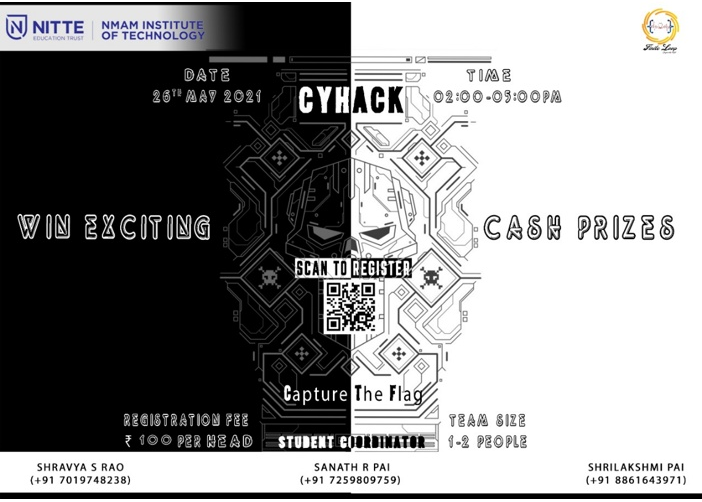 NITTE
EDUCATION TRUST
NMAM INSTITUTE
OF TECHNOLOGY
Finite Loop
DATE
26TH MAY 2021
CYHACK
TIME
02:00-05:00PM
WIN EXCITING
CASH PRIZES
SCAN TO REGISTER
Capture The Flag
REGISTRATION FEE
₹ 100 PER HEAD
STUDENT COORDINATOR
TEAM SIZE
1-2 PEOPLE
SHRAVYA S RAO
(+91 7019748238)
SANATH R PAI
(+91 7259809759)
SHRILAKSHMI PAI
(+91 8861643971)